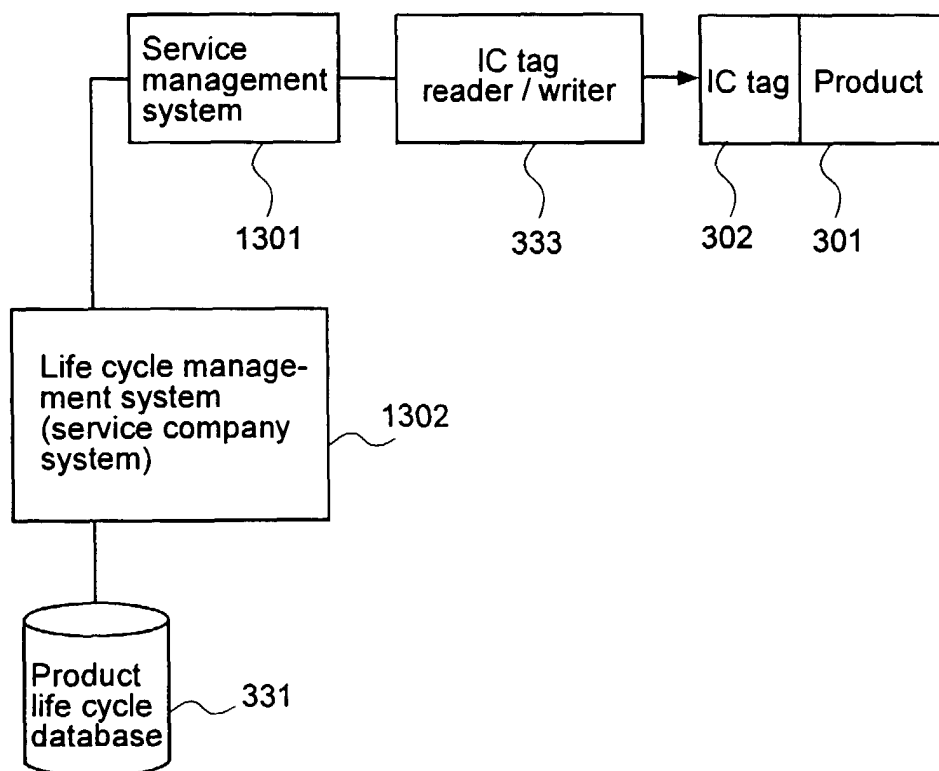 Service
management
system
IC tag
reader / writer
IC tag
Product
1301
333
302
301
Life cycle manage-
ment system
(service company
system)
1302
Product
life cycle
database
331